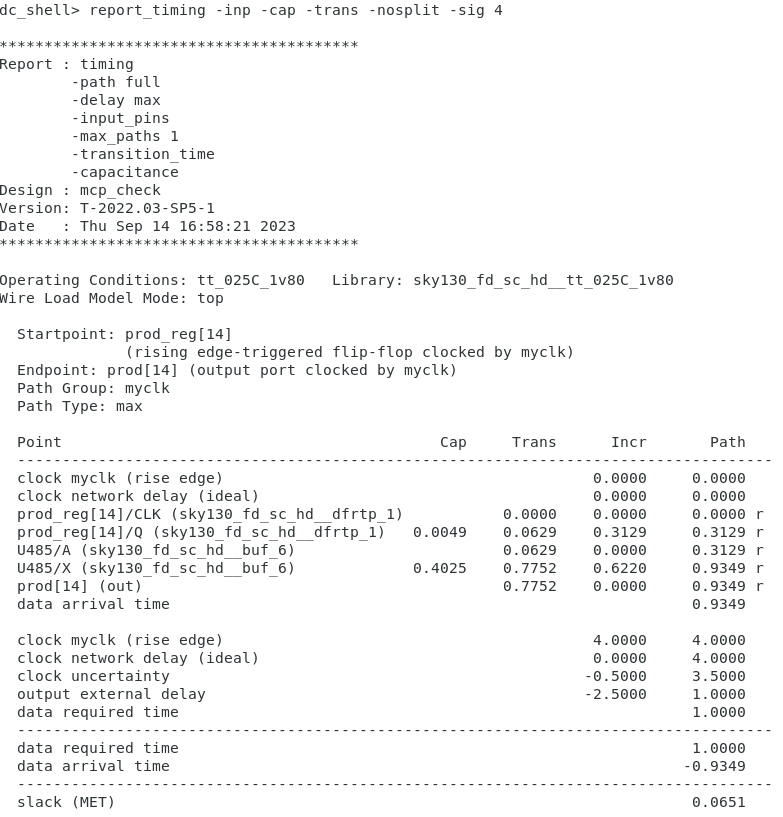 dc_shell> report_timing -inp -cap -trans -nosplit -sig 4
****************************************
Report : timing
        -path full
        -delay max
        -input_pins
        -max_paths 1
        -transition_time
        -capacitance
Design : mcp_check
Version: T-2022.03-SP5-1
Date   : Thu Sep 14 16:58:21 2023
****************************************
Operating Conditions: tt_025C_1v80   Library: sky130_fd_sc_hd__tt_025C_1v80
Wire Load Model Mode: top
  Startpoint: prod_reg[14]
              (rising edge-triggered flip-flop clocked by myclk)
  Endpoint: prod[14] (output port clocked by myclk)
  Path Group: myclk
  Path Type: max
  Point                                          Cap     Trans      Incr       Path
  ------------------------------------------------------------------------------------
  clock myclk (rise edge)                                         0.0000     0.0000
  clock network delay (ideal)                                     0.0000     0.0000
  prod_reg[14]/CLK (sky130_fd_sc_hd__dfrtp_1)           0.0000    0.0000     0.0000 r
  prod_reg[14]/Q (sky130_fd_sc_hd__dfrtp_1)   0.0049    0.0629    0.3129     0.3129 r
  U485/A (sky130_fd_sc_hd__buf_6)                       0.0629    0.0000     0.3129 r
  U485/X (sky130_fd_sc_hd__buf_6)             0.4025    0.7752    0.6220     0.9349 r
  prod[14] (out)                                        0.7752    0.0000     0.9349 r
  data arrival time                                                          0.9349
  clock myclk (rise edge)                                         4.0000     4.0000
  clock network delay (ideal)                                     0.0000     4.0000
  clock uncertainty                                              -0.5000     3.5000
  output external delay                                          -2.5000     1.0000
  data required time                                                         1.0000
  ------------------------------------------------------------------------------------
  data required time                                                         1.0000
  data arrival time                                                         -0.9349
  ------------------------------------------------------------------------------------
  slack (MET)                                                                0.0651